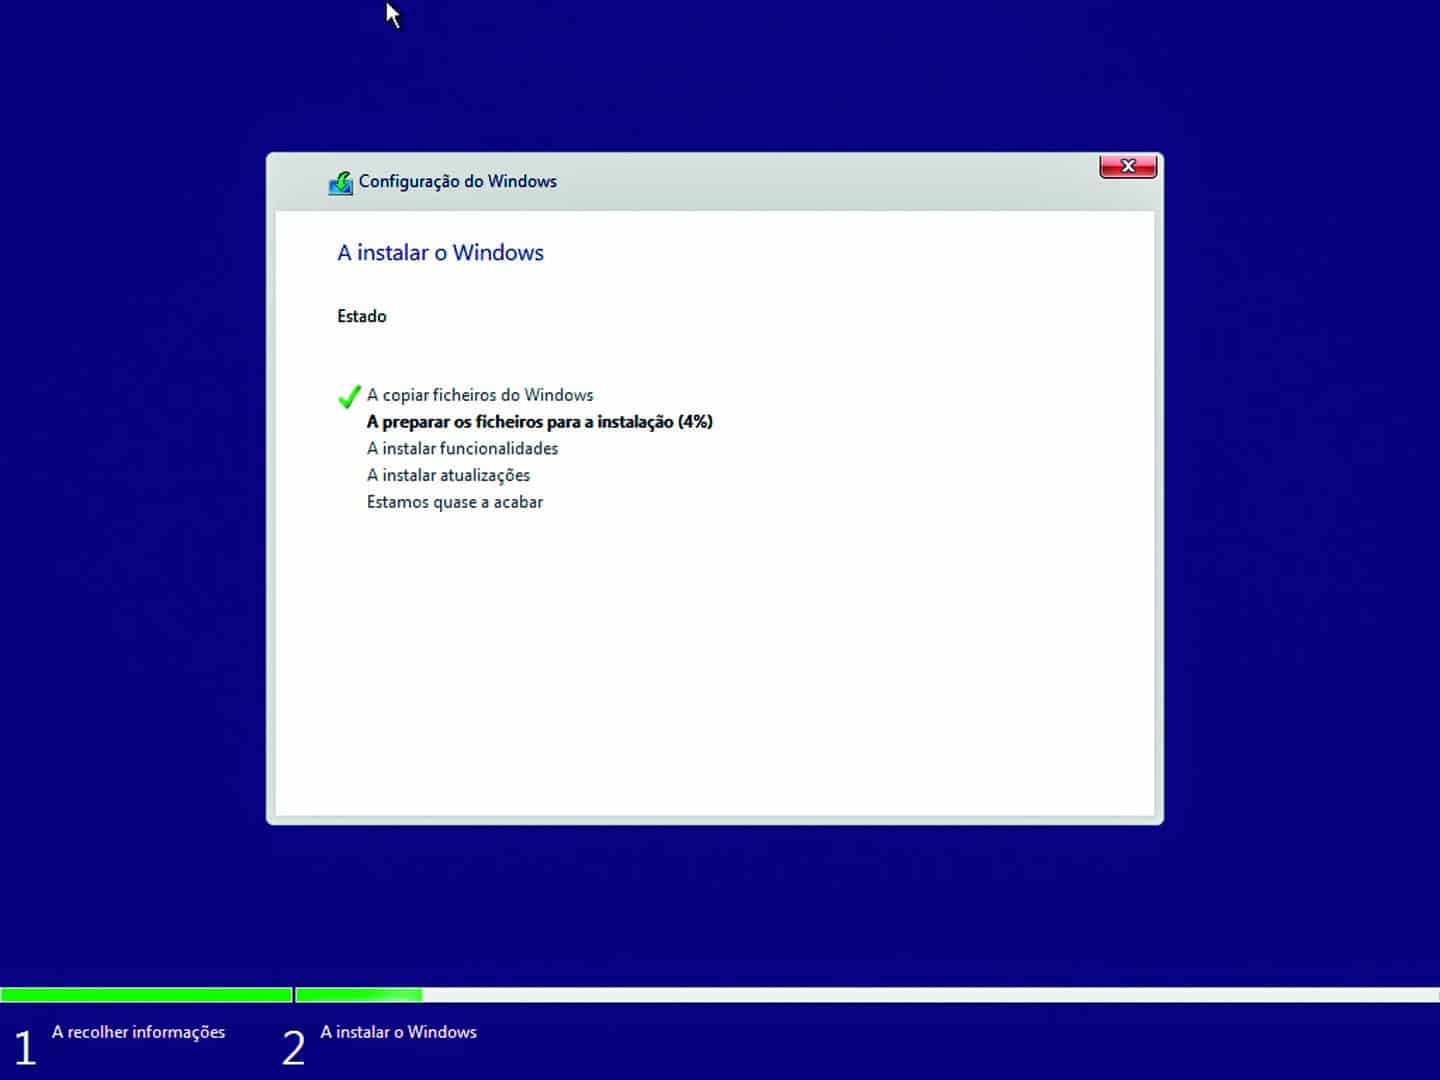 Configuração do Windows
A instalar o Windows
Estado
A copiar ficheiros do Windows
A preparar os ficheiros para a instalação (4%)
A instalar funcionalidades
A instalar atualizações
Estamos quase a acabar
1 A recolher informações
2 A instalar o Windows